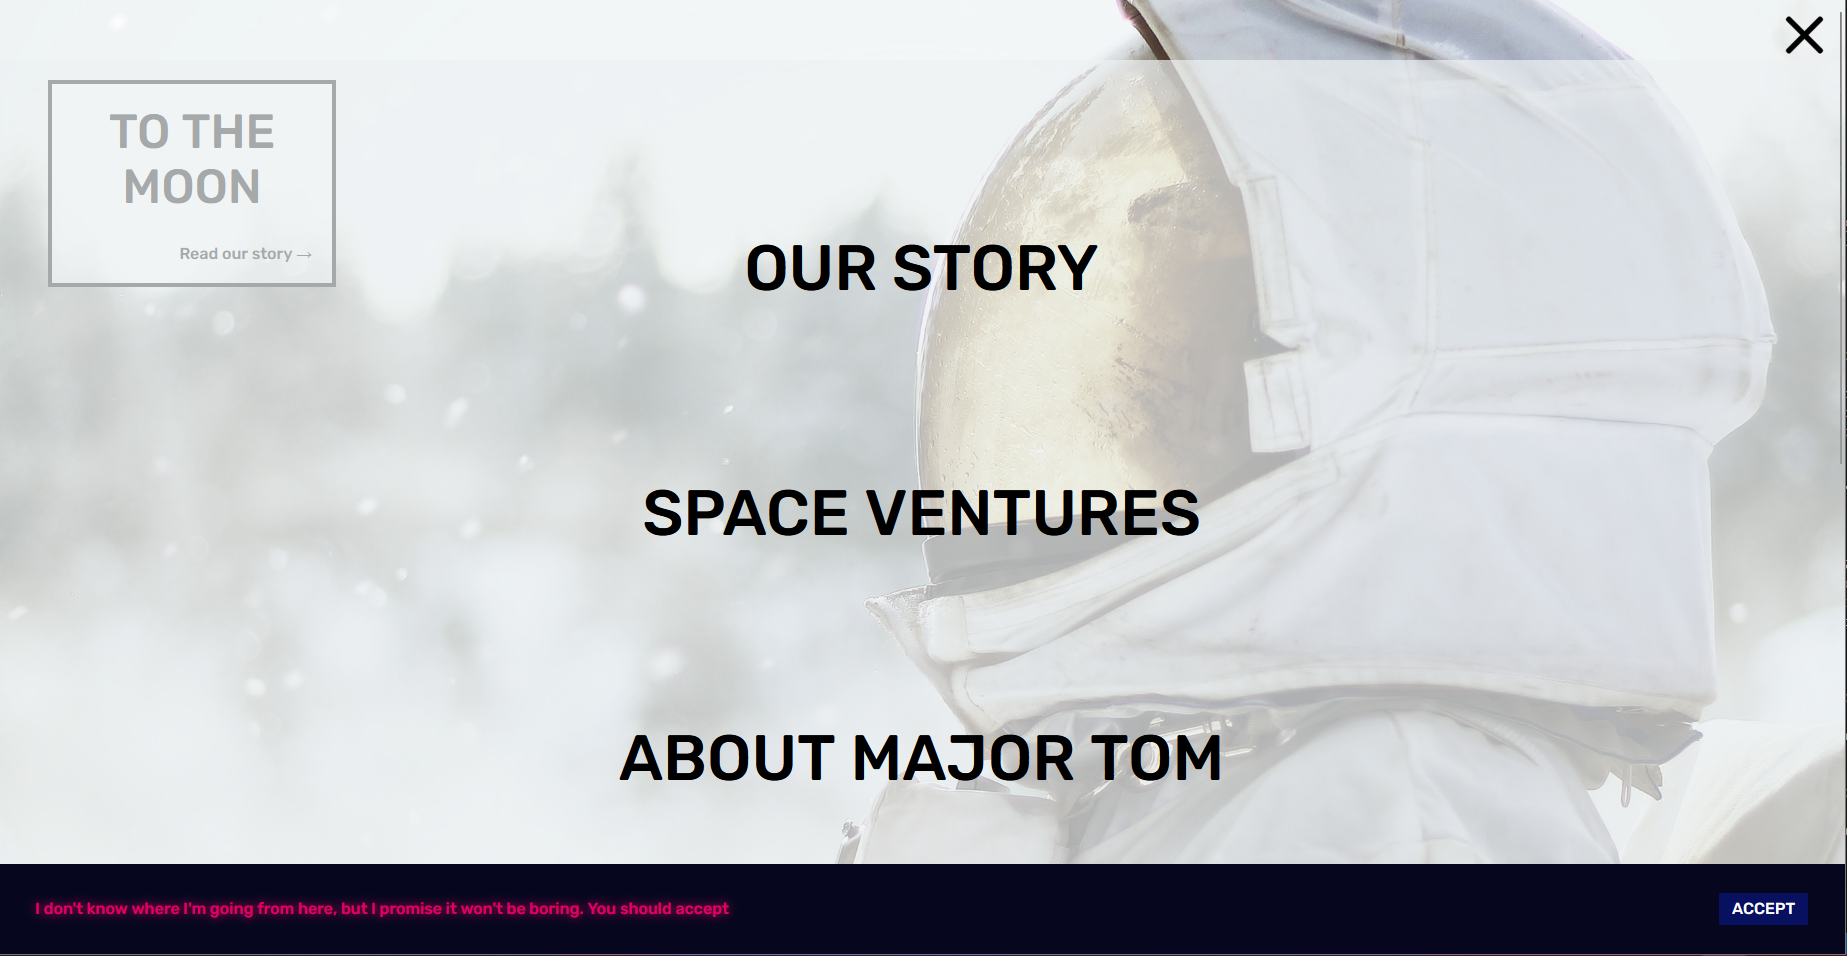 TO THE
MOON
Read our story →
OUR STORY
SPACE VENTURES
ABOUT MAJOR TOM
I don't know where I'm going from here, but I promise it won't be boring. You should accept
ACCEPT